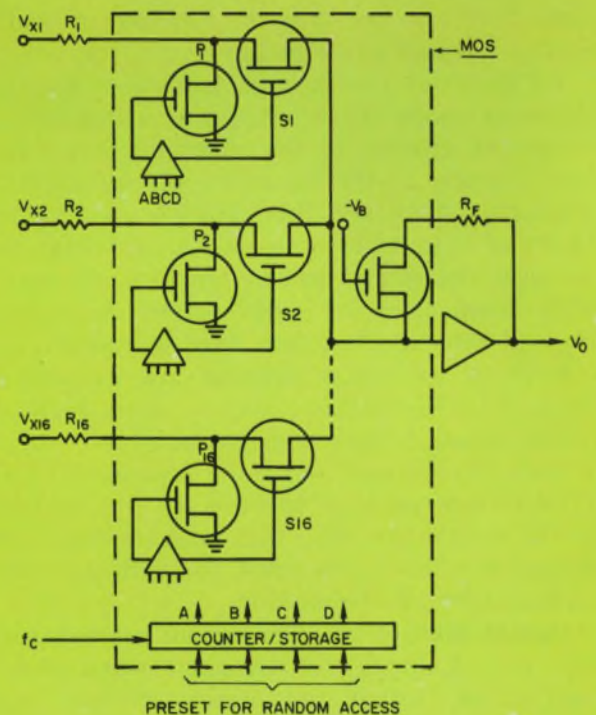 VX1 R1
P1
MOS
S1
ABCD
VX2 R2
-VB
RF
P2
S2
VO
VX16 R16
P16
S16
A B C D
fC
COUNTER/STORAGE
PRESET FOR RANDOM ACCESS